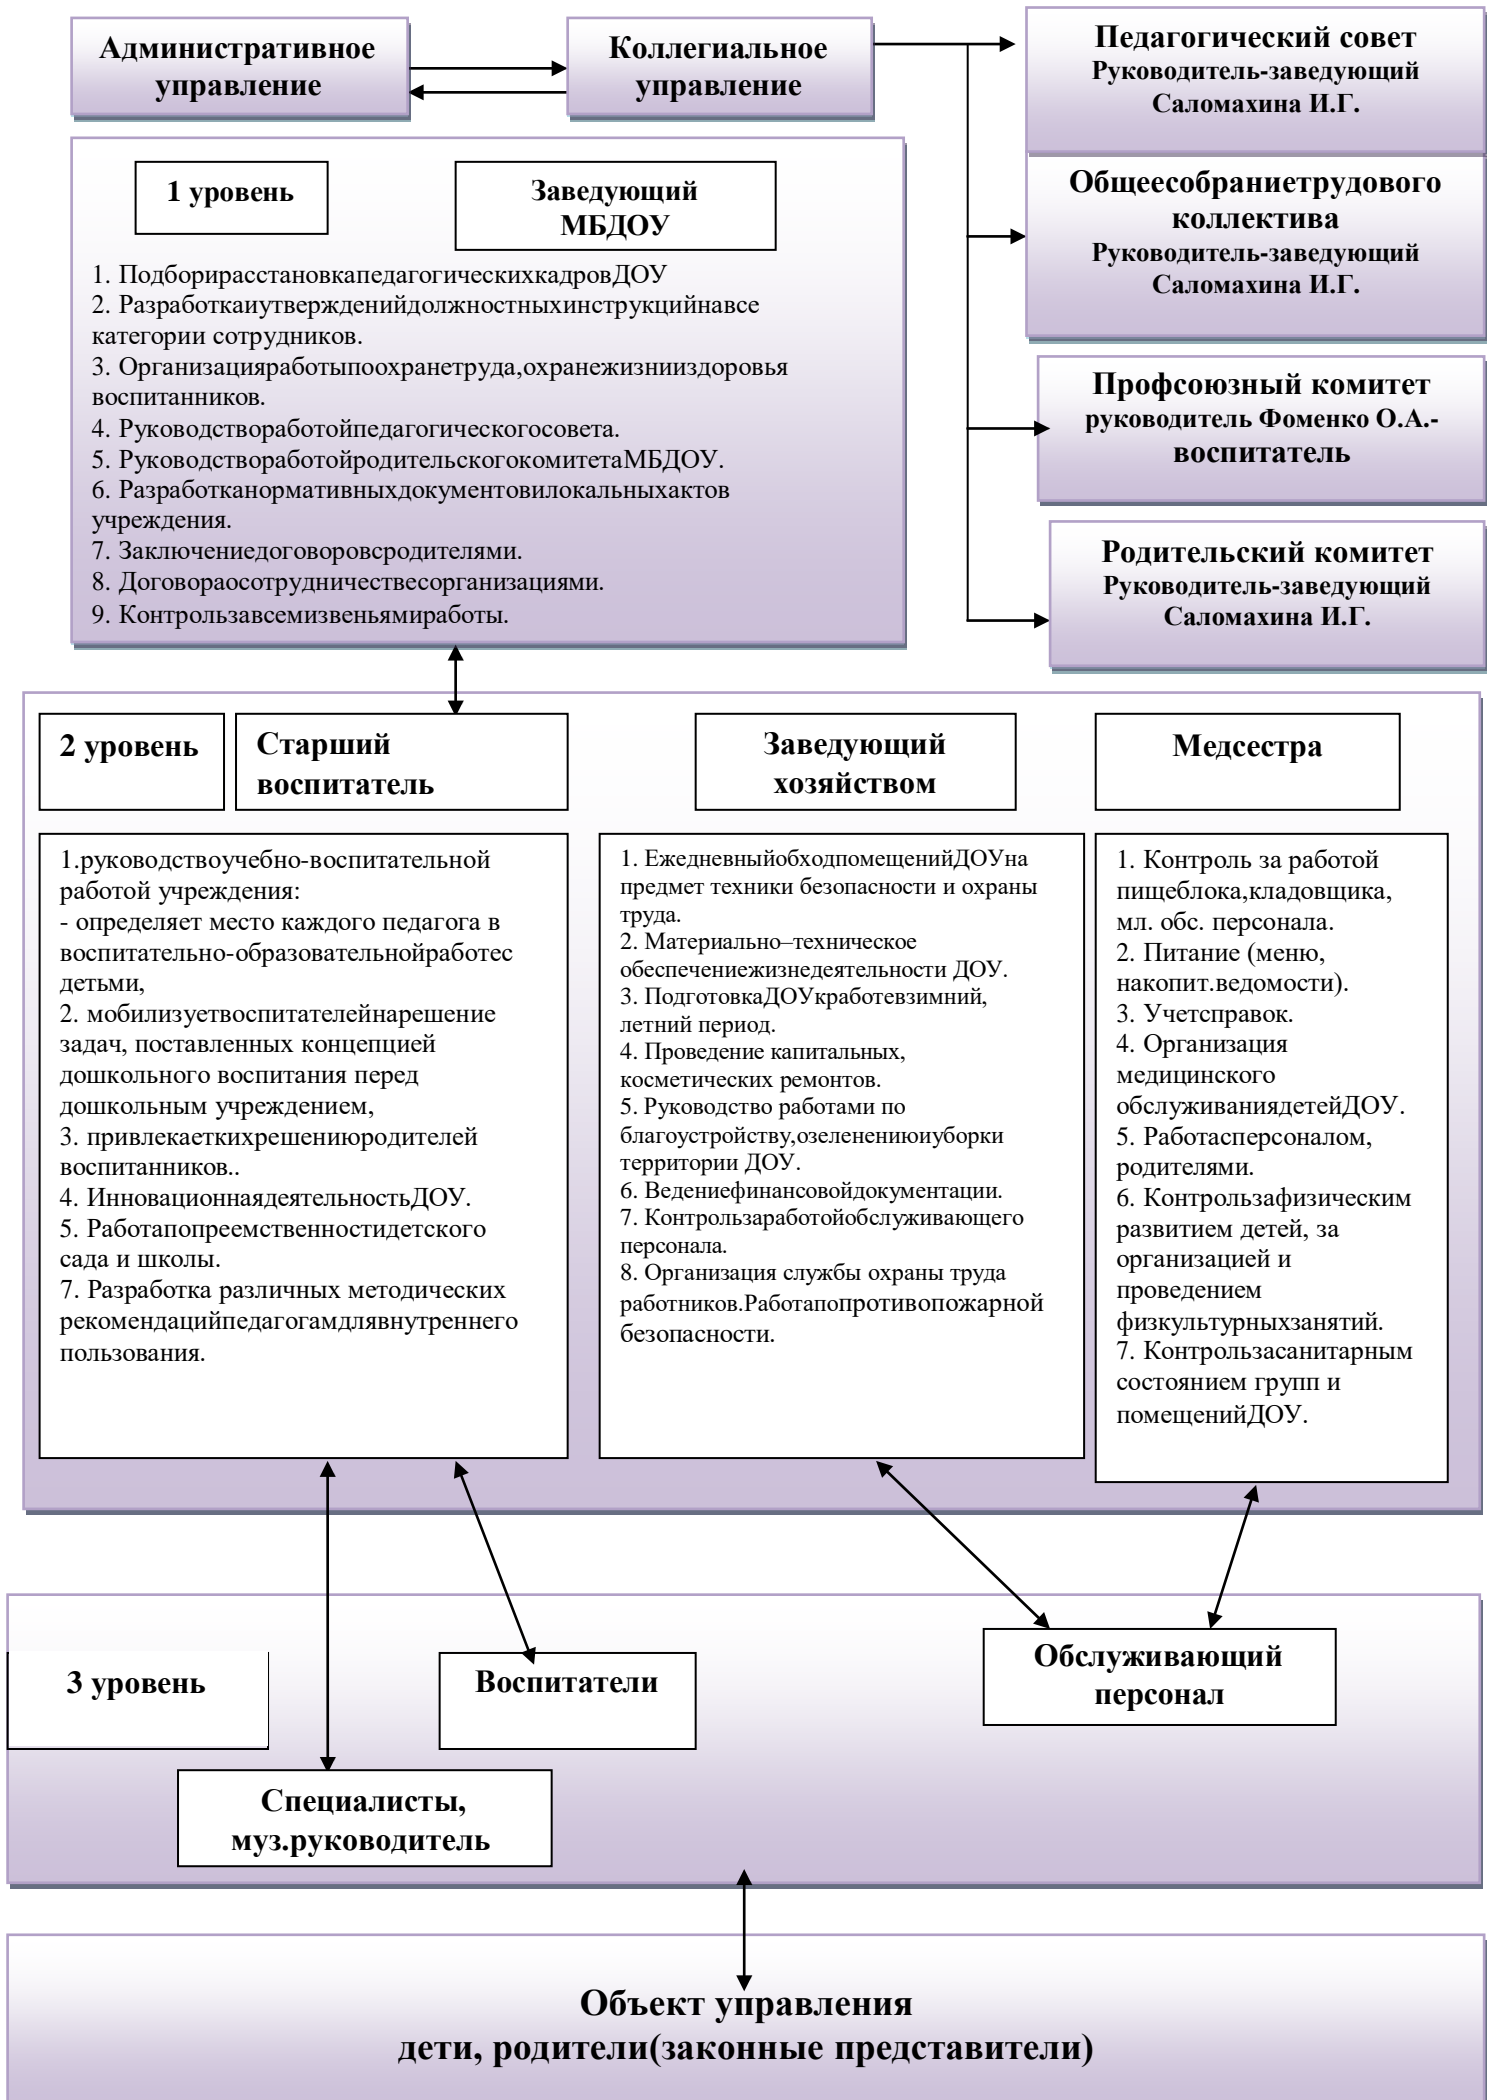 Административное
управление
Коллегиальное
управление
Педагогический совет
Руководитель-заведующий
Саломахина И.Г.
Общеесобраниетрудового
коллектива
Руководитель-заведующий
Саломахина И.Г.
Профсоюзный комитет
руководитель Фоменко О.А.-
воспитатель
Родительский комитет
Руководитель-заведующий
Саломахина И.Г.
1 уровень
Заведующий
МБДОУ
1. ПодборирасстановкапедагогическихкадровДОУ
2. Разработкаиутвержденийдолжностныхинструкцийнавсе
категории сотрудников.
3. Организацияработыпоохранетруда,охранежизнииздоровья
воспитанников.
4. Руководствоработойпедагогическогосовета.
5. РуководствоработойродительскогокомитетаМБДОУ.
6. Разработканормативныхдокументовилокальныхактов
учреждения.
7. Заключениедоговоровсродителями.
8. Договораосотрудничествесорганизациями.
9. Контрользавсемизвеньямиработы.
2 уровень
Старший
воспитатель
Заведующий
хозяйством
Медсестра
1.руководствоучебно-воспитательной
работой учреждения:
- определяет место каждого педагога в
воспитательно-образовательнойработес
детьми,
2. мобилизуетвоспитателейнарешение
задач, поставленных концепцией
дошкольного воспитания перед
дошкольным учреждением,
3. привлекаеткихрешениюродителей
воспитанников..
4. ИнновационнаядеятельностьДОУ.
5. Работапопреемственностидетского
сада и школы.
7. Разработка различных методических
рекомендацийпедагогамдлявнутреннего
пользования.
1. ЕжедневныйобходпомещенийДОУна
предмет техники безопасности и охраны
труда.
2. Материально–техническое
обеспечениежизнедеятельности ДОУ.
3. ПодготовкаДОУкработевзимний,
летний период.
4. Проведение капитальных,
косметических ремонтов.
5. Руководство работами по
благоустройству,озеленениюиуборки
территории ДОУ.
6. Ведениефинансовойдокументации.
7. Контрользаработойобслуживающего
персонала.
8. Организация службы охраны труда
работников.Работапопротивопожарной
безопасности.
1. Контроль за работой
пищеблока,кладовщика,
мл. обс. персонала.
2. Питание (меню,
накопит.ведомости).
3. Учетсправок.
4. Организация
медицинского
обслуживаниядетейДОУ.
5. Работасперсоналом,
родителями.
6. Контрользафизическим
развитием детей, за
организацией и
проведением
физкультурныхзанятий.
7. Контрользасанитарным
состоянием групп и
помещенийДОУ.
3 уровень
Воспитатели
Обслуживающий
персонал
Специалисты,
муз.руководитель
Объект управления
дети, родители(законные представители)